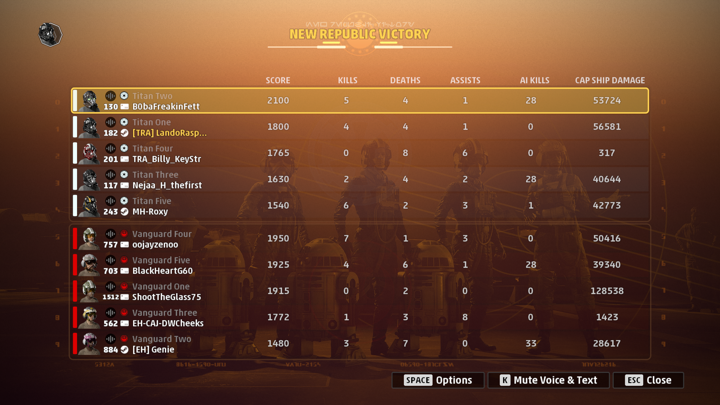 NEW REPUBLIC VICTORY
SCORE KILLS DEATHS ASSISTS AI KILLS CAP SHIP DAMAGE
Titan Two
130 B0baFreakinFett 2100 5 4 1 28 53724
Titan One
182 [TRA] LandoRasp... 1800 4 4 1 0 56581
Titan Four
201 TRA_Billy_KeyStr 1765 0 8 6 0 317
Titan Three
117 Nejaa_H_thefirst 1630 2 4 2 28 40644
Titan Five
243 MH-Roxy 1540 6 2 3 1 42773
Vanguard Four
757 oojayzenoo 1950 7 1 3 0 50416
Vanguard Five
703 BlackHeartG60 1925 4 6 1 28 39340
Vanguard One
1512 ShootTheGlass75 1915 0 2 0 0 128538
Vanguard Three
562 EH-CAJ-DWCheeks 1772 1 3 8 0 1423
Vanguard Two
884 [EH] Genie 1480 3 7 0 33 28617
SPACE Options K Mute Voice & Text ESC Close